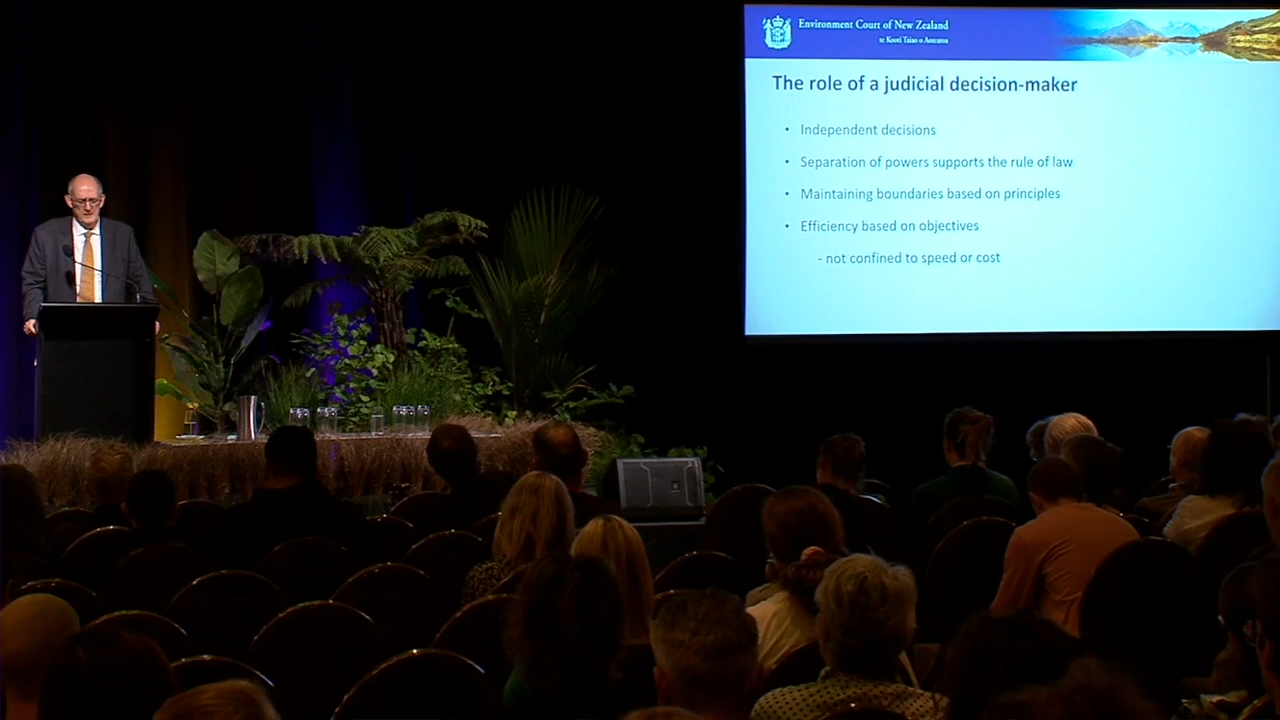 Environment Court of New Zealand
te Kooti Taiao o Aotearoa
The role of a judicial decision-maker
• Independent decisions
• Separation of powers supports the rule of law
• Maintaining boundaries based on principles
• Efficiency based on objectives
- not confined to speed or cost